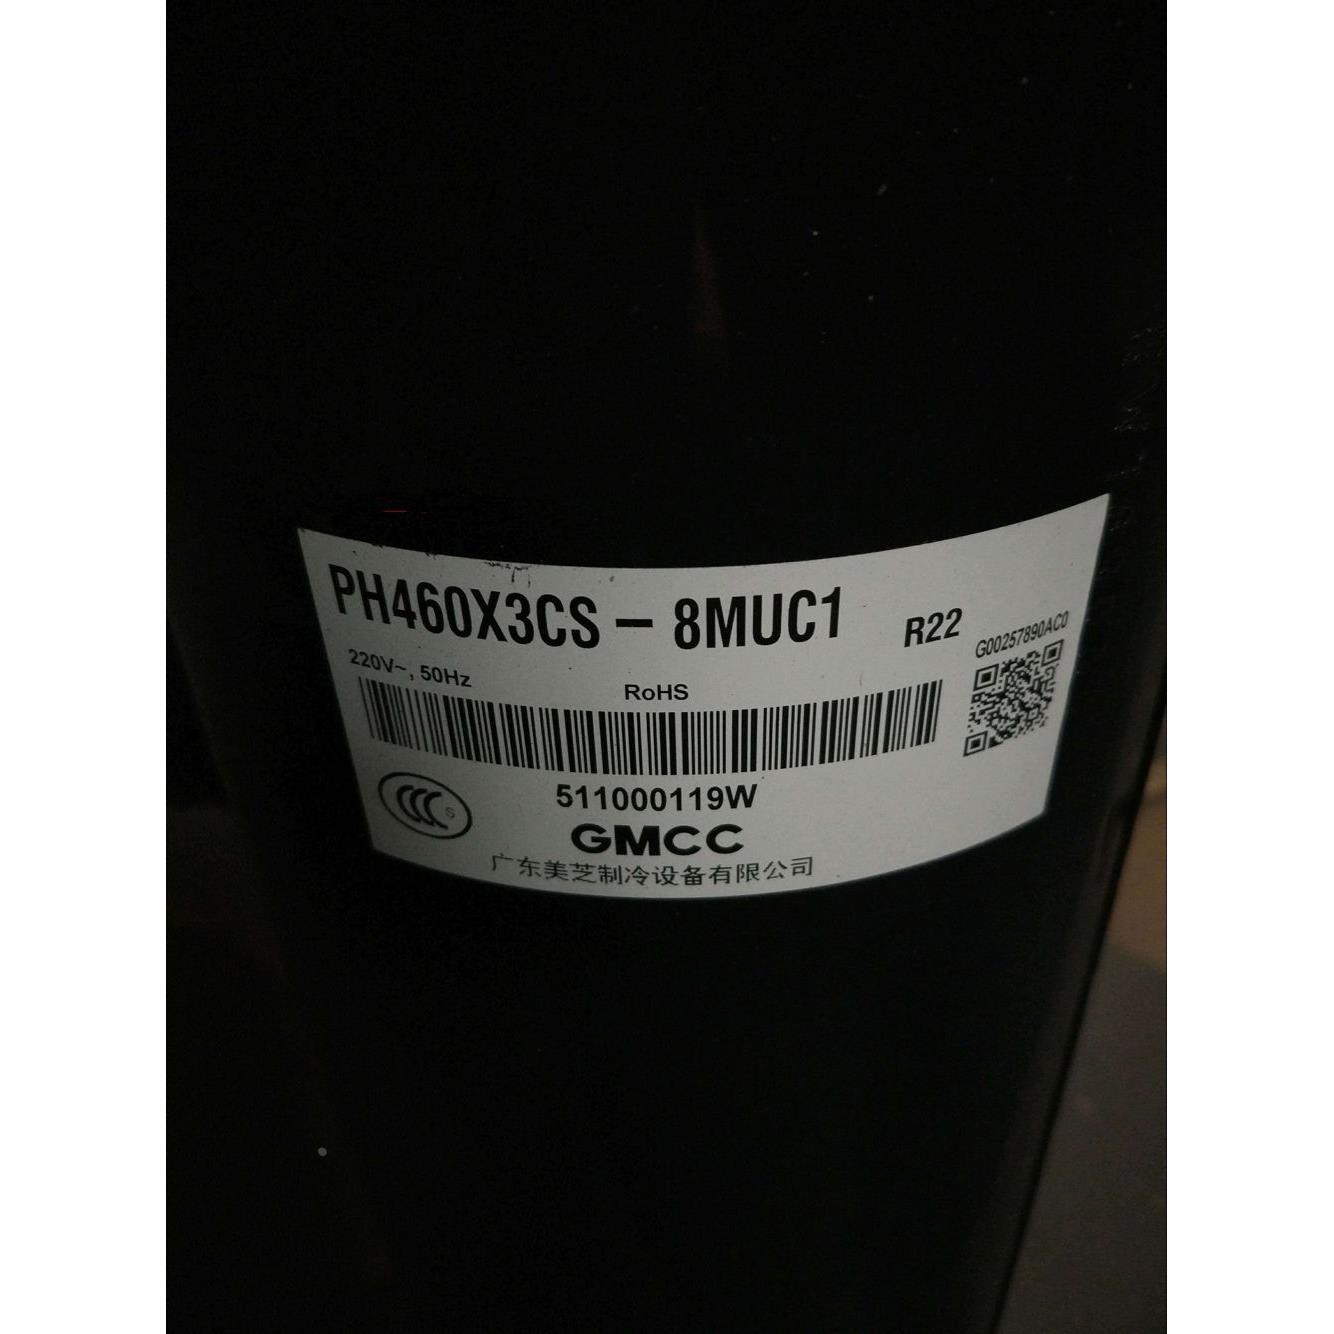 PH460X3CS – 8MUC1 R22
G00257890AC0
220V~, 50Hz RoHS
511000119W
CCC S
GMCC
广东美芝制冷设备有限公司